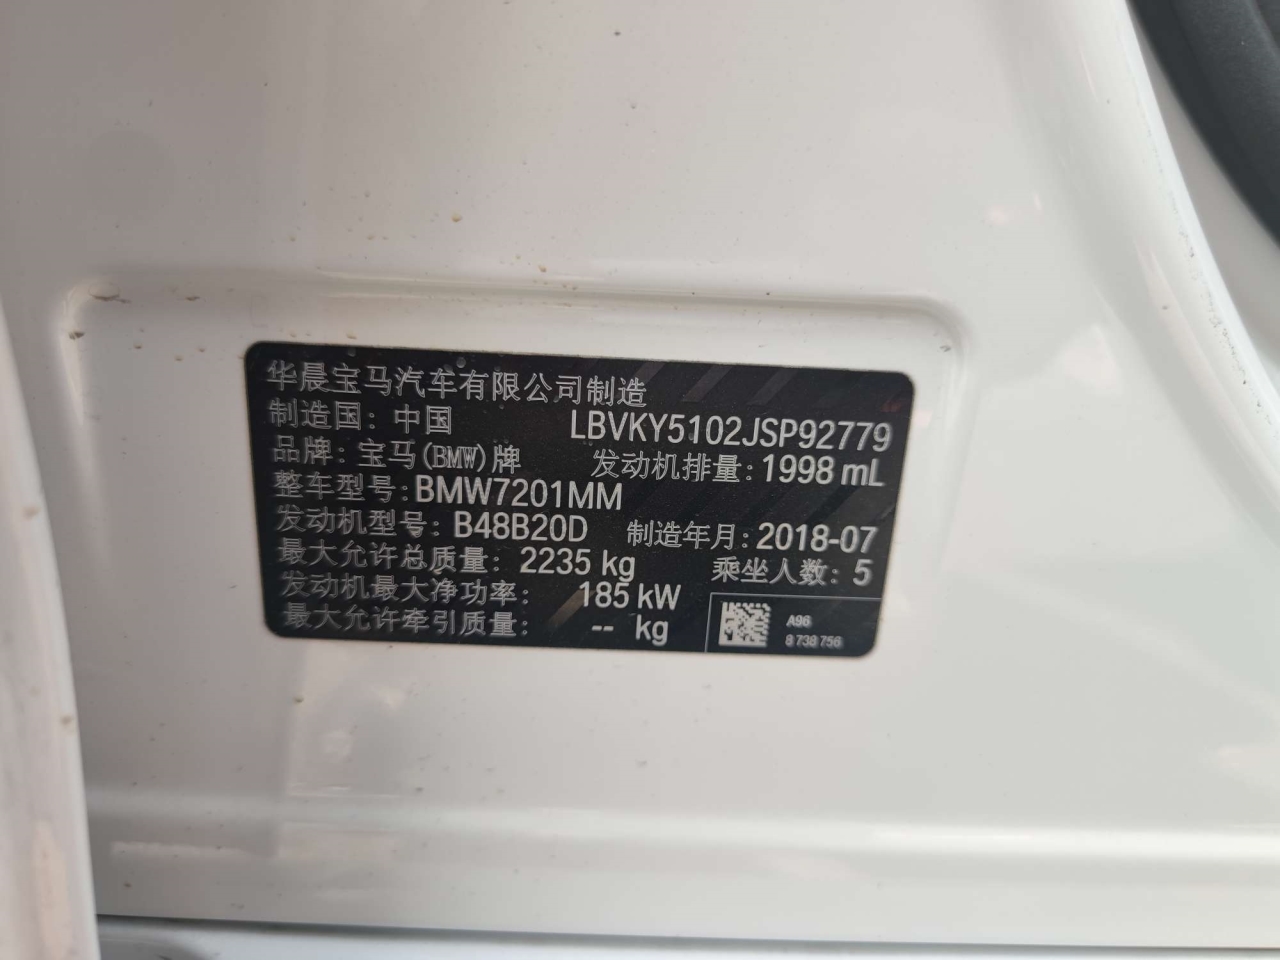 华晨宝马汽车有限公司制造
制造国: 中国 LBVKY5102JSP92779
品牌: 宝马(BMW)牌 发动机排量: 1998 mL
整车型号: BMW7201MM
发动机型号: B48B20D 制造年月: 2018-07
最大允许总质量: 2235 kg 乘坐人数: 5
发动机最大净功率: 185 kW
最大允许牵引质量: -- kg
A96
8 738 756